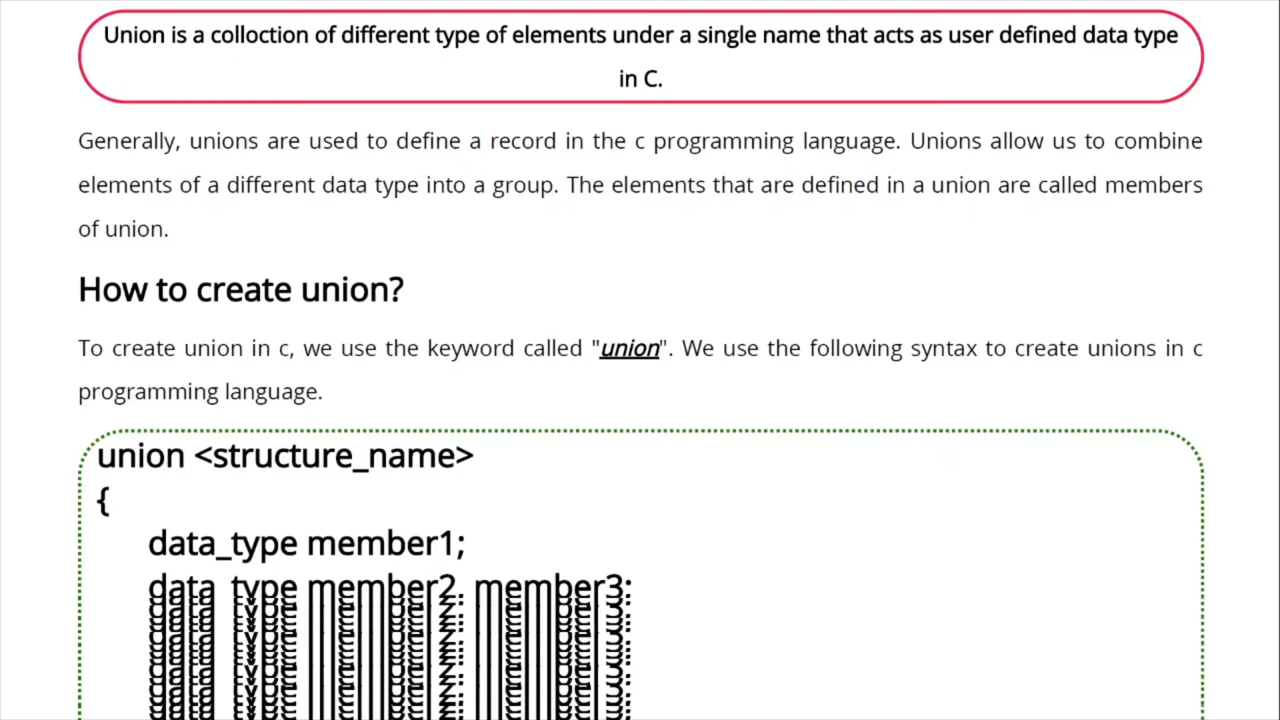 Union is a colloction of different type of elements under a single name that acts as user defined data type
in C.
Generally, unions are used to define a record in the c programming language. Unions allow us to combine
elements of a different data type into a group. The elements that are defined in a union are called members
of union.
How to create union?
To create union in c, we use the keyword called "union". We use the following syntax to create unions in c
programming language.
union <structure_name>
{
data_type member1;
data_type member2, member3;